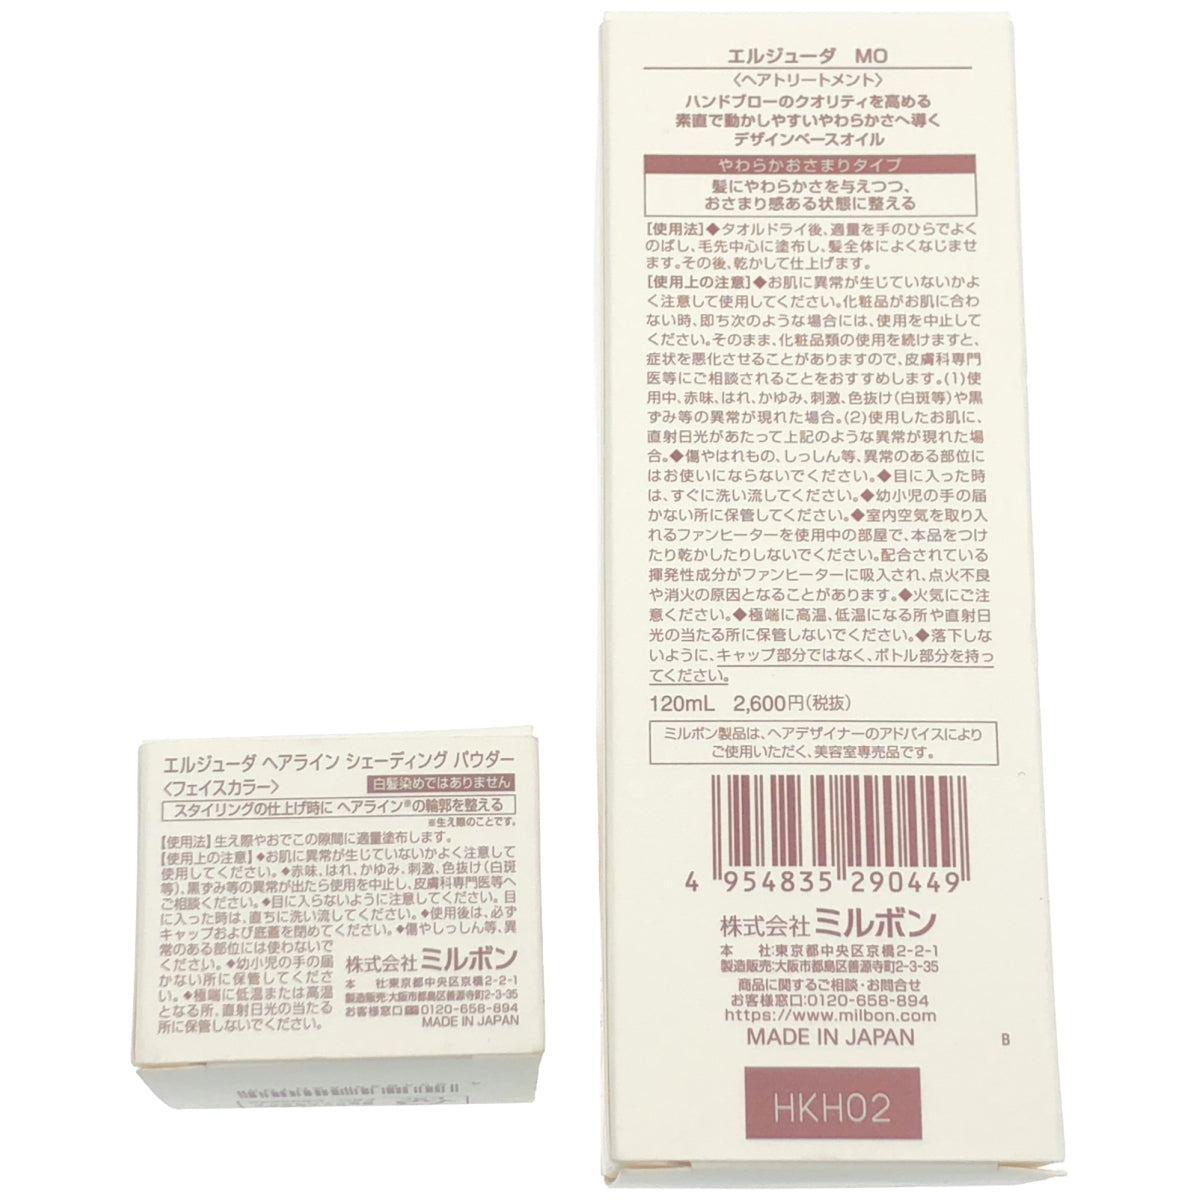 エルジューダ MO
〈ヘアトリートメント〉
ハンドブローのクオリティを高める
素直で動かしやすいやわらかさへ導く
デザインベースオイル
やわらかおさまりタイプ
髪にやわらかさを与えつつ、
おさまり感ある状態に整える
[使用法]◆タオルドライ後、適量を手のひらでよく
のばし、毛先中心に塗布し、髪全体によくなじませ
ます。その後、乾かして仕上げます。
[使用上の注意]◆お肌に異常が生じていないかよ
く注意して使用してください。化粧品がお肌に合わ
ない時、即ち次のような場合には、使用を中止して
ください。そのまま、化粧品類の使用を続けますと、
症状を悪化させることがありますので、皮膚科専門
医等にご相談されることをおすすめします。(1)使
用中、赤味、はれ、かゆみ、刺激、色抜け(白斑等)や黒
ずみ等の異常が現れた場合。(2)使用したお肌に、
直射日光があたって上記のような異常が現れた場
合。◆傷やはれもの、しっしん等、異常のある部位に
はお使いにならないでください。◆目に入った時
は、すぐに洗い流してください。◆幼小児の手の届
かない所に保管してください。◆室内空気を取り入
れるファンヒーターを使用中の部屋で、本品をつけ
たり乾かしたりしないでください。配合されている
揮発性成分がファンヒーターに吸入され、点火不良
や消火の原因となることがあります。◆火気にご注
意ください。◆極端に高温、低温になる所や直射日
光の当たる所に保管しないでください。◆落下しな
いように、キャップ部分ではなく、ボトル部分を持っ
てください。
120mL 2,600円(税抜)
ミルボン製品は、ヘアデザイナーのアドバイスにより
ご使用いただく、美容室専売品です。
4 954835 290449
株式会社 ミルボン
本 社:東京都中央区京橋2-2-1
製造販売:大阪市都島区善源寺町2-3-35
商品に関するご相談・お問合せ
お客様窓口:0120-658-894
https://www.milbon.com
MADE IN JAPAN
B
HKH02
エルジューダ ヘアライン シェーディング パウダー
〈フェイスカラー〉 白髪染めではありません
スタイリングの仕上げ時に ヘアライン※の輪郭を整える
※生え際のことです。
【使用法】生え際やおでこの隙間に適量塗布します。
【使用上の注意】◆お肌に異常が生じていないかよく注意して
使用してください。◆赤味、はれ、かゆみ、刺激、色抜け(白斑
等)、黒ずみ等の異常が出たら使用を中止し、皮膚科専門医等へ
ご相談ください。◆目に入らないように注意してください。目
に入った時は、直ちに洗い流してください。◆使用後は、必ず
キャップおよび底蓋を閉めてください。◆傷やしっしん等、異
常のある部位には使わないで
ください。◆幼小児の手の届
かない所に保管してくださ
い。◆極端に低温または高温
となる所、直射日光の当たる
所に保管しないでください。
株式会社 ミルボン
本 社:東京都中央区京橋2-2-1
製造販売:大阪市都島区善源寺町2-3-35
お客様窓口 0120-658-894
MADE IN JAPAN